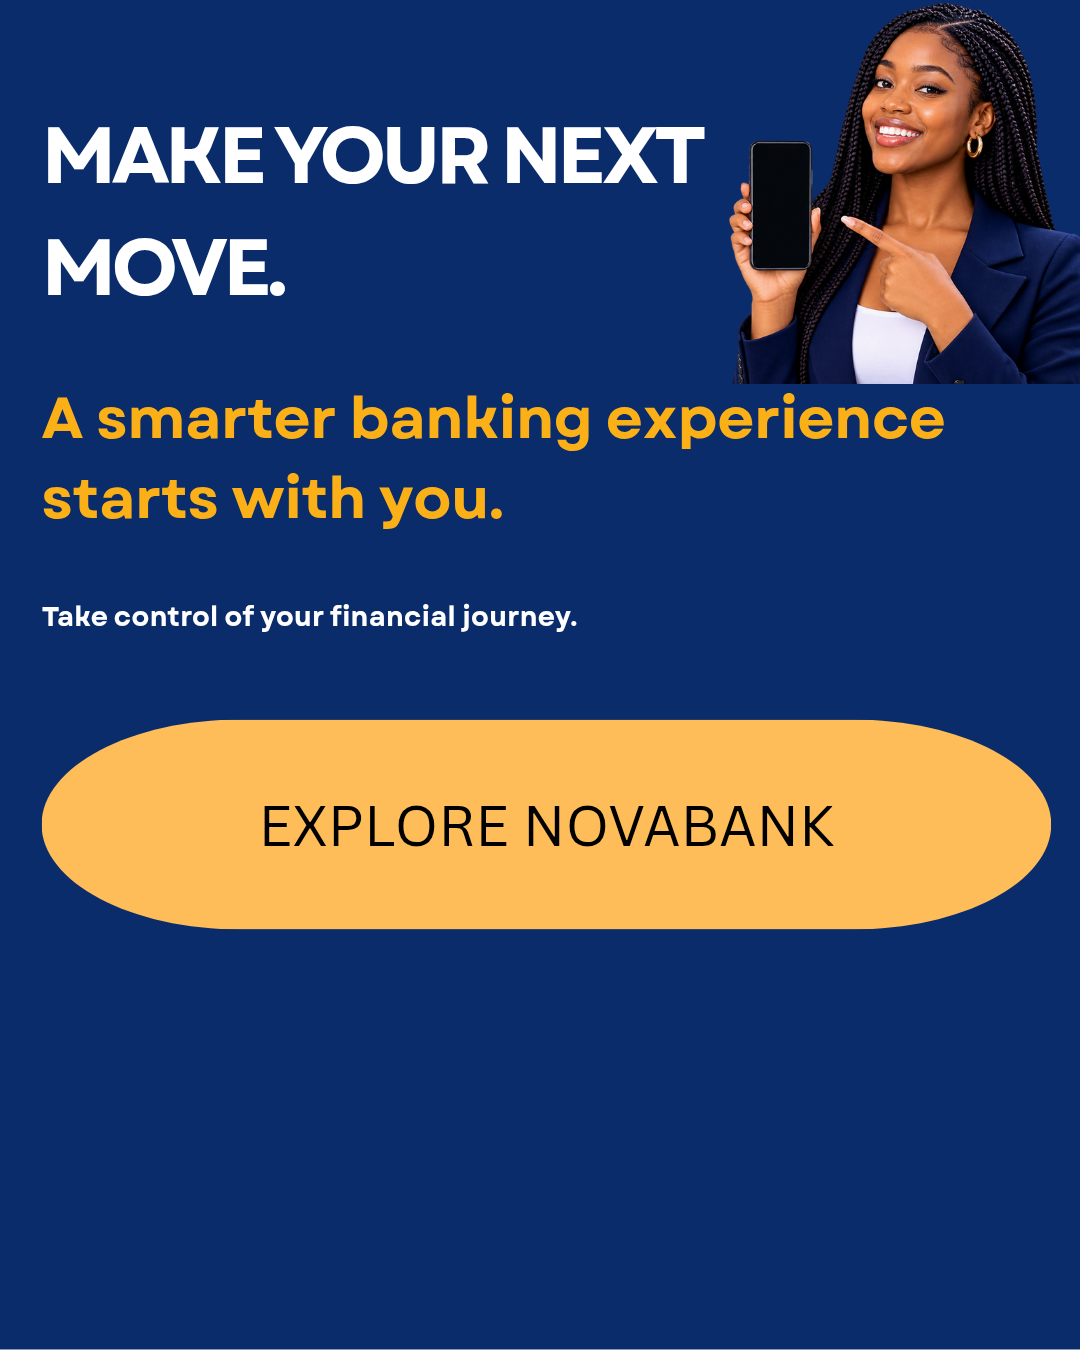 MAKE YOUR NEXT
MOVE.
A smarter banking experience
starts with you.
Take control of your financial journey.
EXPLORE NOVABANK